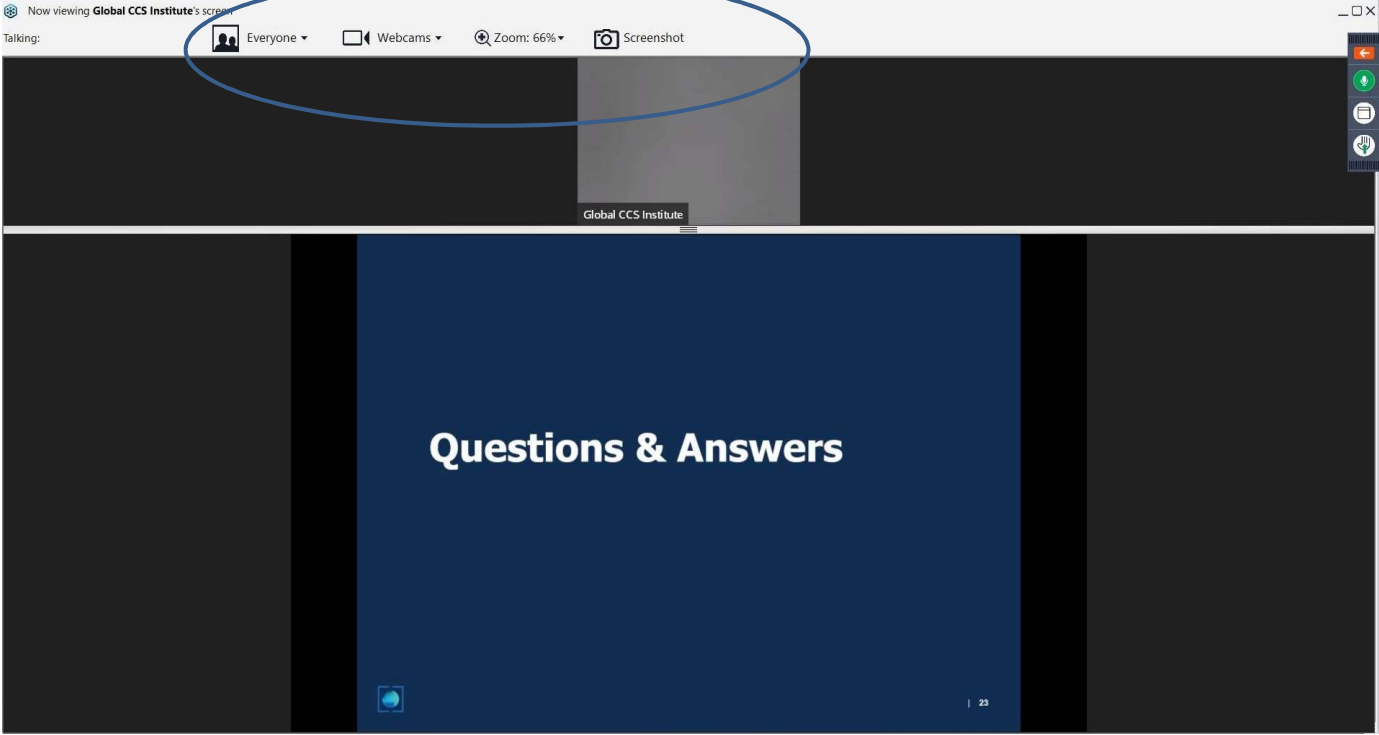 Now viewing Global CCS Institute's screen
Talking:
Everyone
Webcams
Zoom: 66%
Screenshot
Global CCS Institute
Questions & Answers
| 23